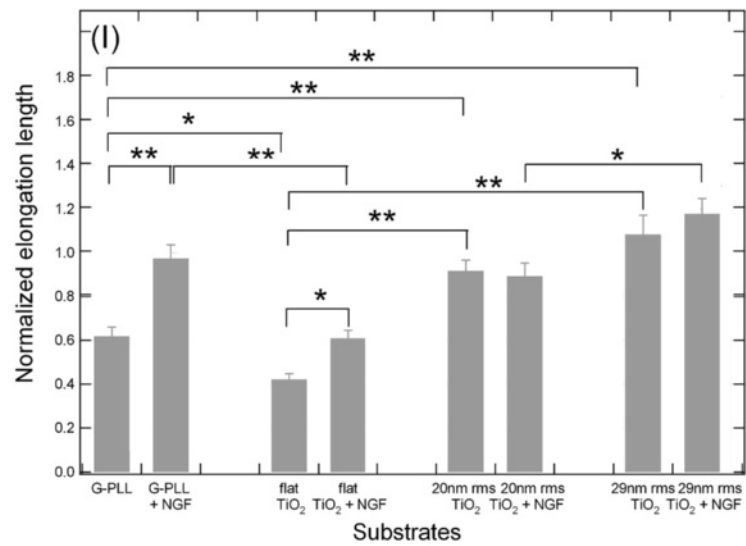 (I)
**
**
*
** ** *
**
**
*
1.8
1.6
1.4
1.2
1.0
0.8
0.6
0.4
0.2
0.0
Normalized elongation length
G-PLL G-PLL flat flat 20nm rms 20nm rms 29nm rms 29nm rms
+ NGF TiO₂ TiO₂ + NGF TiO₂ TiO₂ + NGF TiO₂ TiO₂ + NGF
Substrates